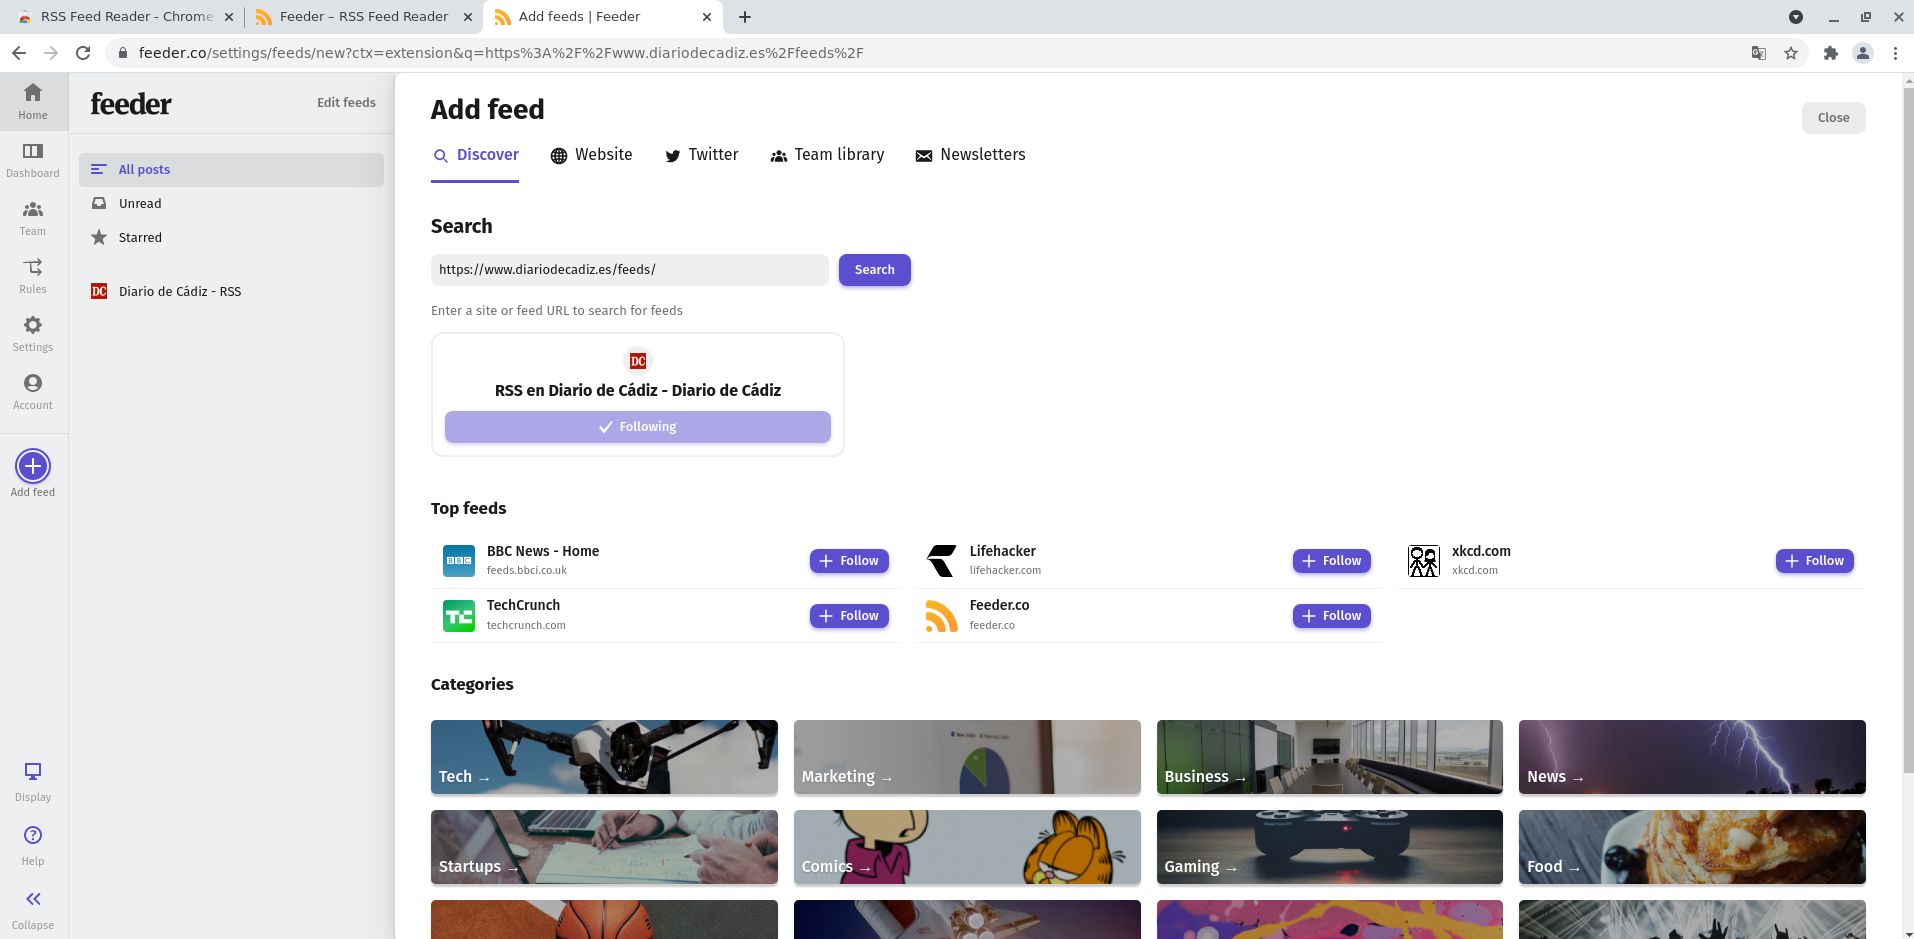 RSS Feed Reader - Chrome
Feeder – RSS Feed Reader
Add feeds | Feeder
feeder.co/settings/feeds/new?ctx=extension&q=https%3A%2F%2Fwww.diariodecadiz.es%2Ffeeds%2F
Home
Dashboard
Team
Rules
Settings
Account
Add feed
Display
Help
Collapse
feeder
Edit feeds
All posts
Unread
Starred
DC Diario de Cádiz - RSS
Add feed
Close
Discover
Website
Twitter
Team library
Newsletters
Search
https://www.diariodecadiz.es/feeds/
Search
Enter a site or feed URL to search for feeds
DC
RSS en Diario de Cádiz - Diario de Cádiz
Following
Top feeds
BBC
BBC News - Home
feeds.bbci.co.uk
Follow
Lifehacker
lifehacker.com
Follow
xkcd.com
xkcd.com
Follow
TC
TechCrunch
techcrunch.com
Follow
Feeder.co
feeder.co
Follow
Categories
Tech →
Marketing →
Business →
News →
Startups →
Comics →
Gaming →
Food →